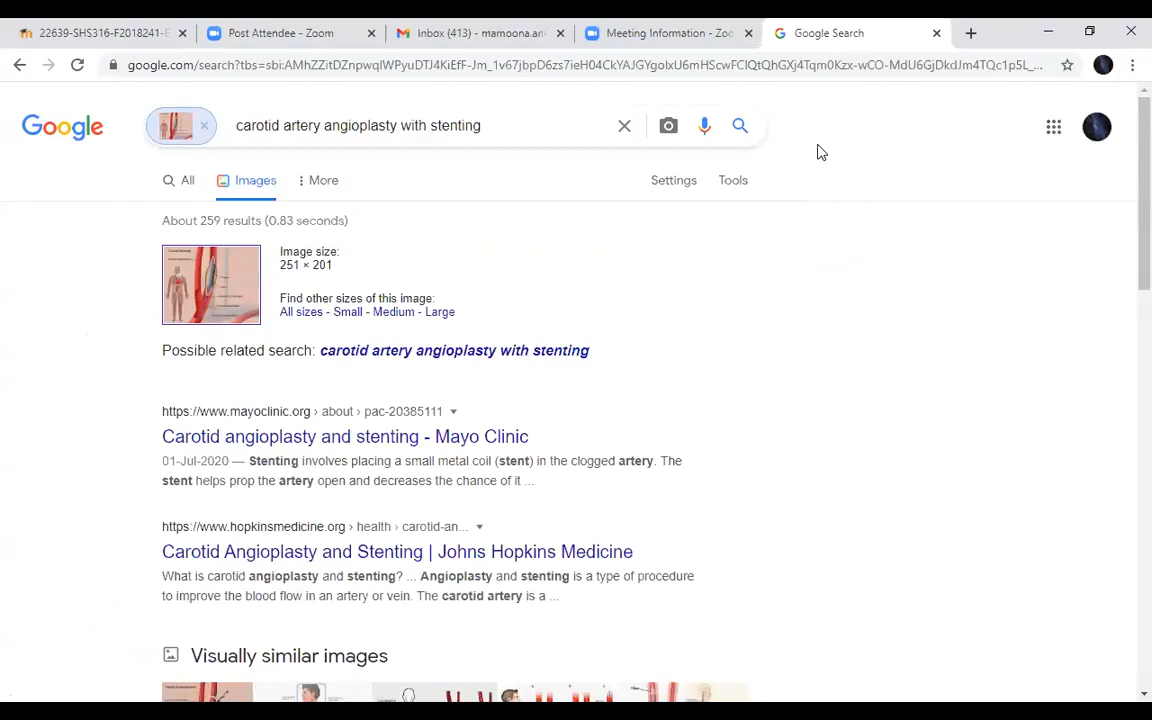 22639-SHS316-F2018241-
Post Attendee - Zoom
Inbox (413) - mamoona.an
Meeting Information - Zoo
Google Search
google.com/search?tbs=sbi:AMhZZitDZnpwqlWPyuDTJ4KiEfF-Jm_1v67jbpD6zs7ieH04CkYAJGYgolxU6mHScwFClQtQhGXj4Tqm0Kzx-wCO-MdU6GjDkdJm4TQc1p5L_...
Google
carotid artery angioplasty with stenting
All
Images
More
Settings
Tools
About 259 results (0.83 seconds)
Image size:
251 × 201
Find other sizes of this image:
All sizes - Small - Medium - Large
Possible related search: carotid artery angioplasty with stenting
https://www.mayoclinic.org › about › pac-20385111
Carotid angioplasty and stenting - Mayo Clinic
01-Jul-2020 — Stenting involves placing a small metal coil (stent) in the clogged artery. The
stent helps prop the artery open and decreases the chance of it ...
https://www.hopkinsmedicine.org › health › carotid-an...
Carotid Angioplasty and Stenting | Johns Hopkins Medicine
What is carotid angioplasty and stenting? ... Angioplasty and stenting is a type of procedure
to improve the blood flow in an artery or vein. The carotid artery is a ...
Visually similar images